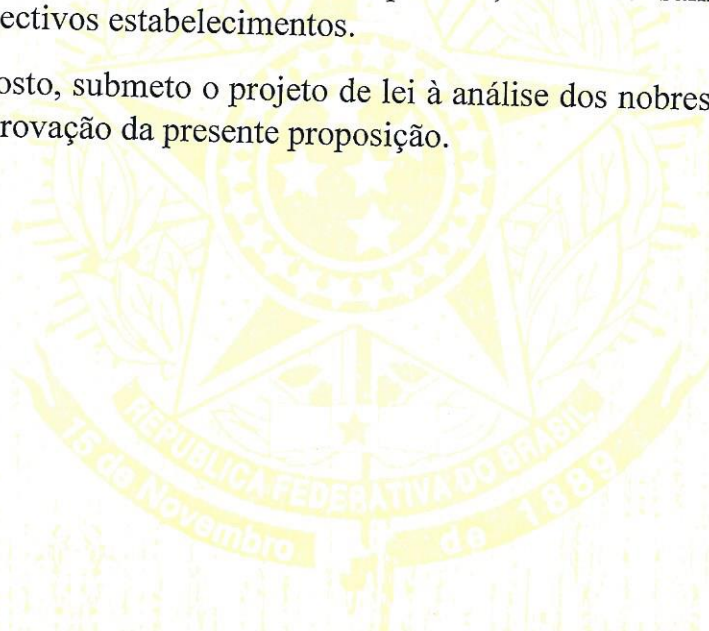 ectivos estabelecimentos.
osto, submeto o projeto de lei à análise dos nobres
rovação da presente proposição.
REPÚBLICA FEDERATIVA DO BRASIL
15 de Novembro de 1889